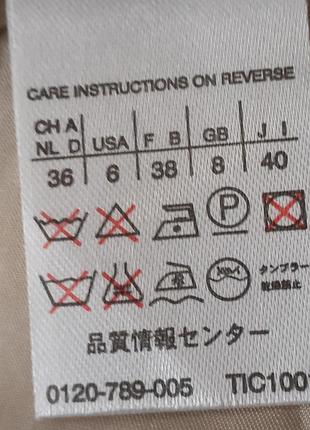 CARE INSTRUCTIONS ON REVERSE
CH A
NL D USA F B GB J I
36 6 38 8 40
P
タンブラー
乾燥禁止
品質情報センター
0120-789-005 TIC100